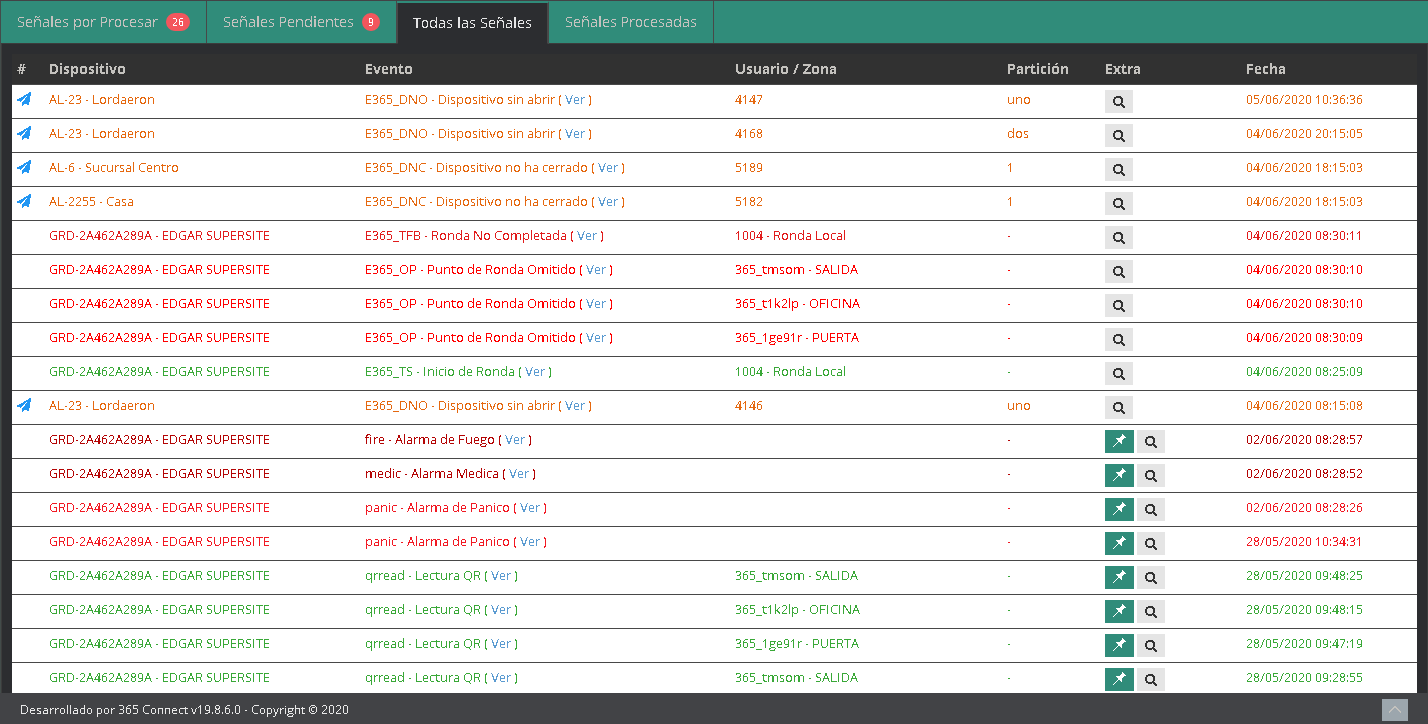 Señales por Procesar 26 Señales Pendientes 9 Todas las Señales Señales Procesadas
# Dispositivo Evento Usuario / Zona Partición Extra Fecha
AL-23 - Lordaeron E365_DNO - Dispositivo sin abrir ( Ver ) 4147 uno 05/06/2020 10:36:36
AL-23 - Lordaeron E365_DNO - Dispositivo sin abrir ( Ver ) 4168 dos 04/06/2020 20:15:05
AL-6 - Sucursal Centro E365_DNC - Dispositivo no ha cerrado ( Ver ) 5189 1 04/06/2020 18:15:03
AL-2255 - Casa E365_DNC - Dispositivo no ha cerrado ( Ver ) 5182 1 04/06/2020 18:15:03
GRD-2A462A289A - EDGAR SUPERSITE E365_TFB - Ronda No Completada ( Ver ) 1004 - Ronda Local - 04/06/2020 08:30:11
GRD-2A462A289A - EDGAR SUPERSITE E365_OP - Punto de Ronda Omitido ( Ver ) 365_tmsom - SALIDA - 04/06/2020 08:30:10
GRD-2A462A289A - EDGAR SUPERSITE E365_OP - Punto de Ronda Omitido ( Ver ) 365_t1k2lp - OFICINA - 04/06/2020 08:30:10
GRD-2A462A289A - EDGAR SUPERSITE E365_OP - Punto de Ronda Omitido ( Ver ) 365_1ge91r - PUERTA - 04/06/2020 08:30:09
GRD-2A462A289A - EDGAR SUPERSITE E365_TS - Inicio de Ronda ( Ver ) 1004 - Ronda Local - 04/06/2020 08:25:09
AL-23 - Lordaeron E365_DNO - Dispositivo sin abrir ( Ver ) 4146 uno 04/06/2020 08:15:08
GRD-2A462A289A - EDGAR SUPERSITE fire - Alarma de Fuego ( Ver ) - 02/06/2020 08:28:57
GRD-2A462A289A - EDGAR SUPERSITE medic - Alarma Medica ( Ver ) - 02/06/2020 08:28:52
GRD-2A462A289A - EDGAR SUPERSITE panic - Alarma de Panico ( Ver ) - 02/06/2020 08:28:26
GRD-2A462A289A - EDGAR SUPERSITE panic - Alarma de Panico ( Ver ) - 28/05/2020 10:34:31
GRD-2A462A289A - EDGAR SUPERSITE qrread - Lectura QR ( Ver ) 365_tmsom - SALIDA - 28/05/2020 09:48:25
GRD-2A462A289A - EDGAR SUPERSITE qrread - Lectura QR ( Ver ) 365_t1k2lp - OFICINA - 28/05/2020 09:48:15
GRD-2A462A289A - EDGAR SUPERSITE qrread - Lectura QR ( Ver ) 365_1ge91r - PUERTA - 28/05/2020 09:47:19
GRD-2A462A289A - EDGAR SUPERSITE qrread - Lectura QR ( Ver ) 365_tmsom - SALIDA - 28/05/2020 09:28:55
Desarrollado por 365 Connect v19.8.6.0 - Copyright © 2020